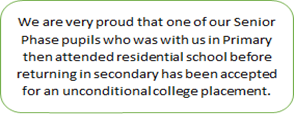 We are very proud that one of our Senior
Phase pupils who was with us in Primary
then attended residential school before
returning in secondary has been accepted
for an unconditional college placement.